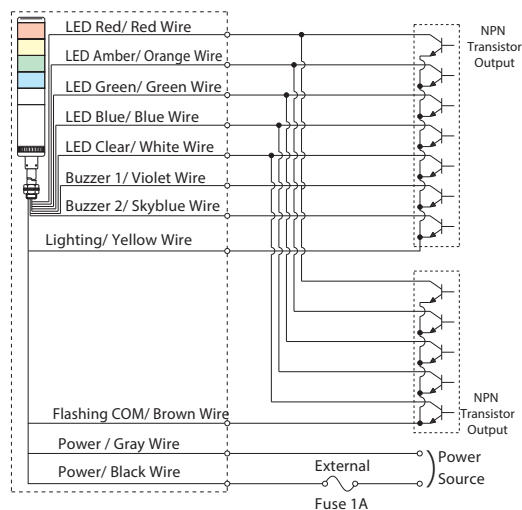 LED Red/ Red Wire
LED Amber/ Orange Wire
LED Green/ Green Wire
LED Blue/ Blue Wire
LED Clear/ White Wire
Buzzer 1/ Violet Wire
Buzzer 2/ Skyblue Wire
Lighting/ Yellow Wire
NPN
Transistor
Output
Flashing COM/ Brown Wire
NPN
Transistor
Output
Power / Gray Wire
Power/ Black Wire
External
Fuse 1A
Power
Source